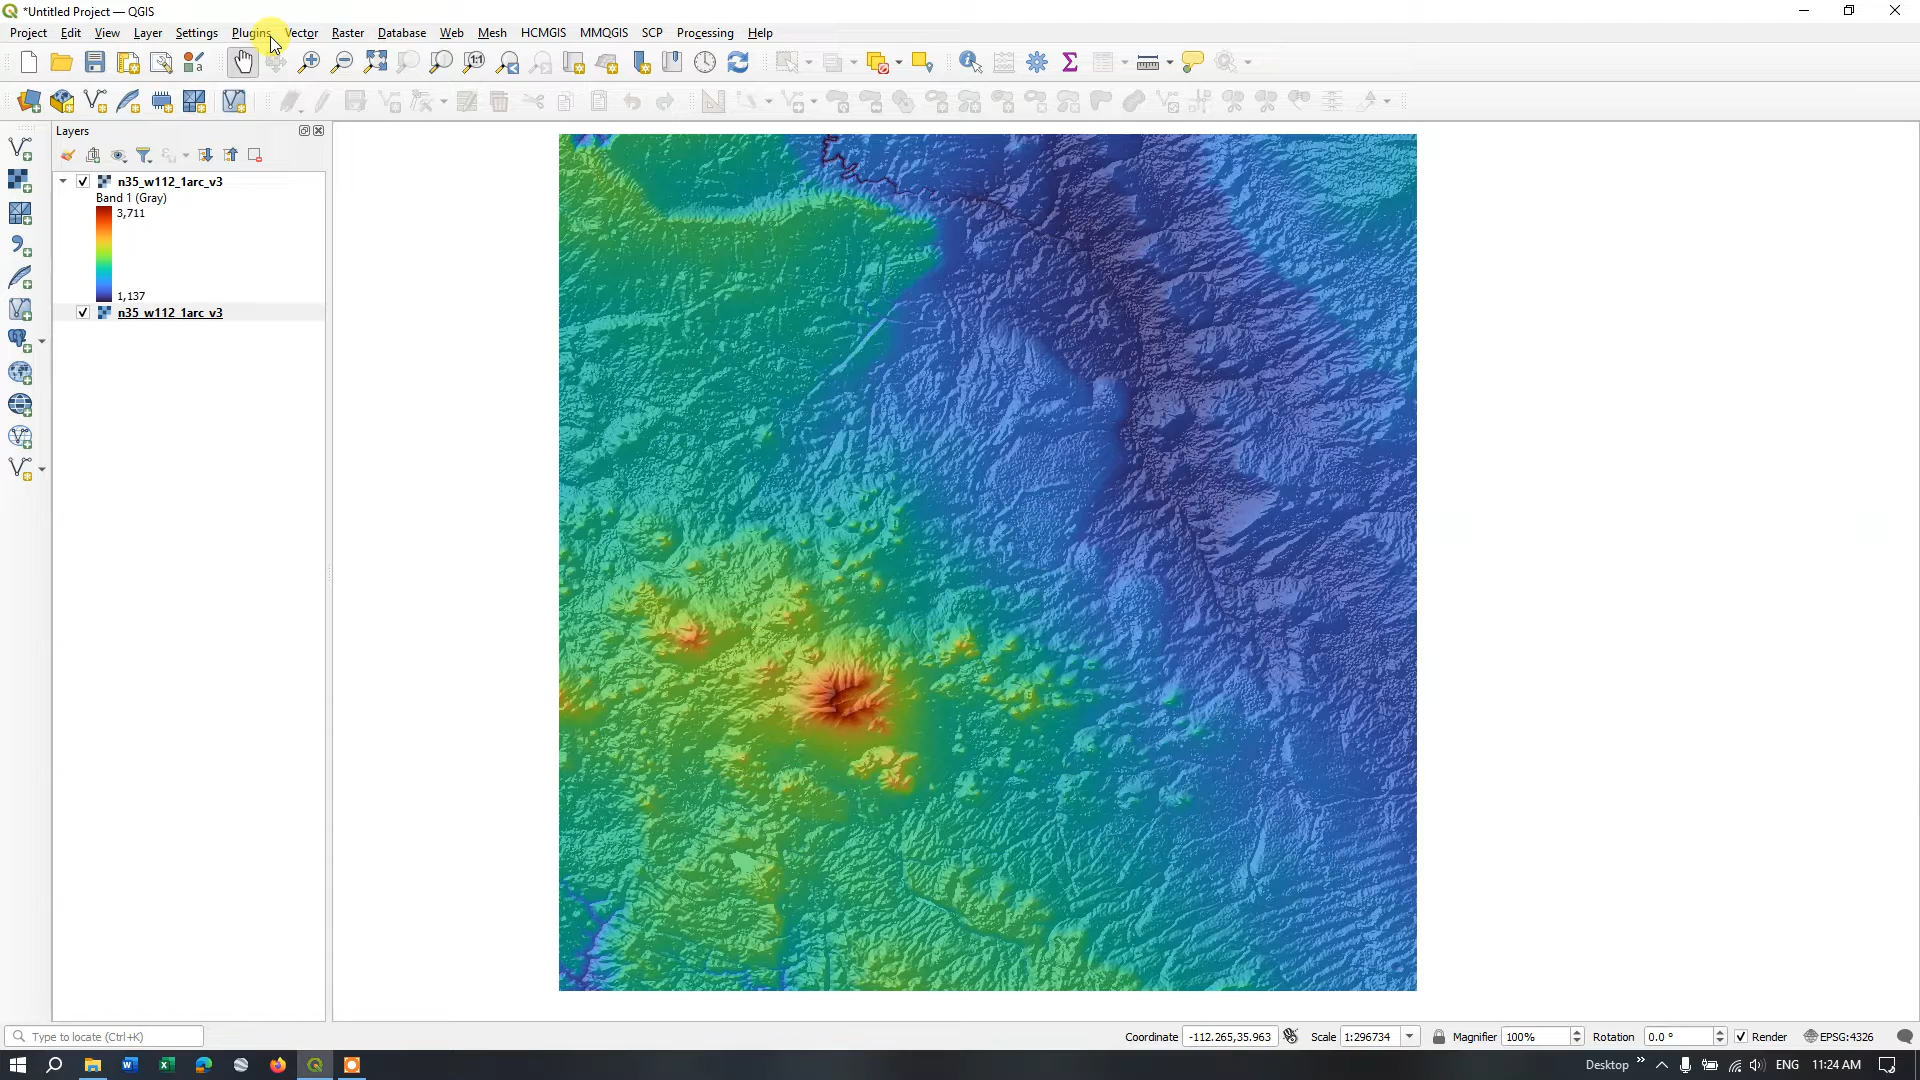 *Untitled Project — QGIS
Project Edit View Layer Settings Plugins Vector Raster Database Web Mesh HCMGIS MMQGIS SCP Processing Help
Layers
n35_w112_1arc_v3
Band 1 (Gray)
3,711
1,137
n35_w112_1arc_v3
Type to locate (Ctrl+K)
Coordinate -112.265,35.963 Scale 1:296734 Magnifier 100% Rotation 0.0 ° Render EPSG:4326
Desktop ENG 11:24 AM